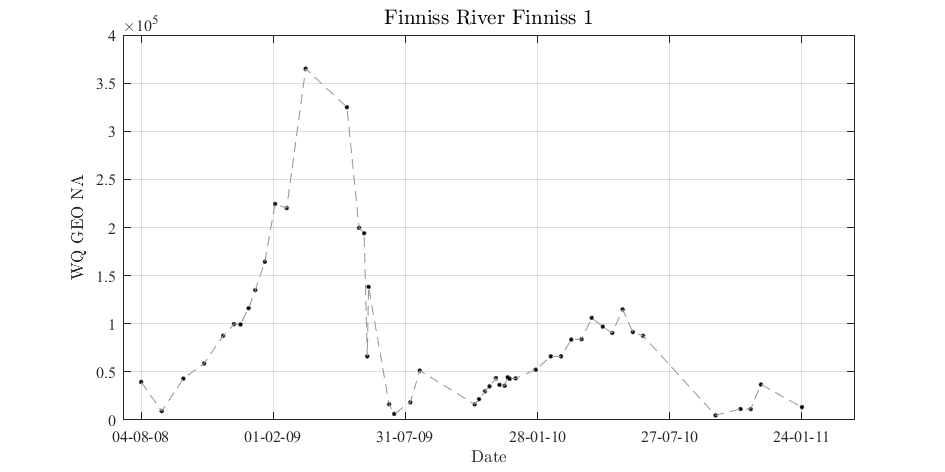 Finniss River Finniss 1
×10⁵
4
3.5
3
2.5
2
1.5
1
0.5
0
WQ GEO NA
04-08-08 01-02-09 31-07-09 28-01-10 27-07-10 24-01-11
Date